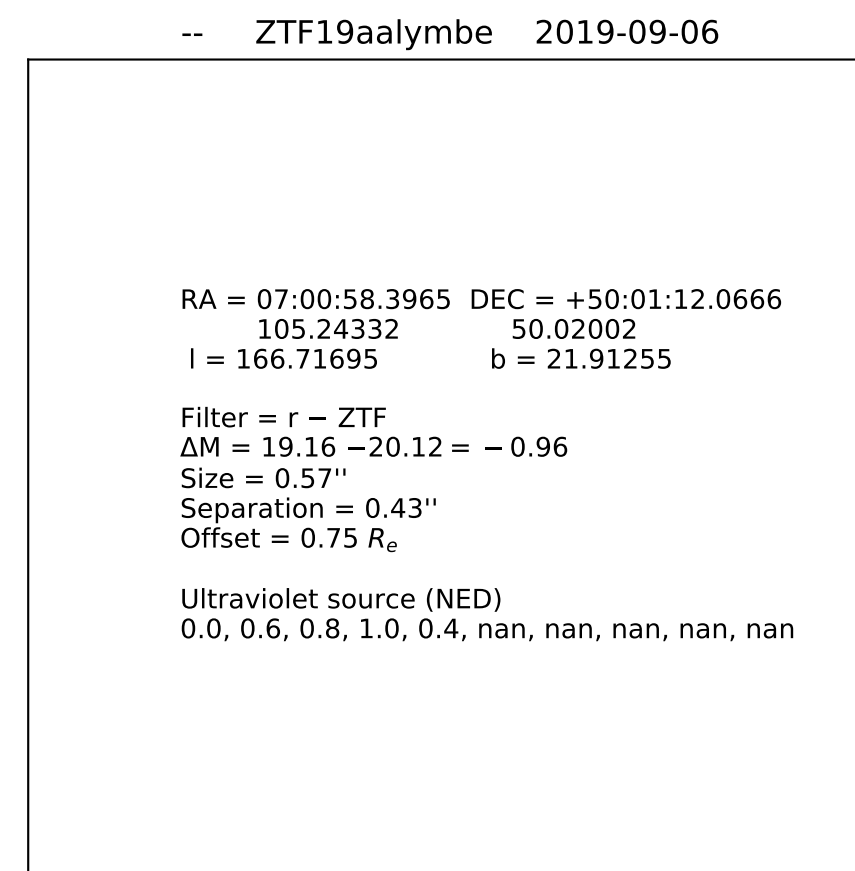 -- ZTF19aalymbe 2019-09-06
RA = 07:00:58.3965 DEC = +50:01:12.0666
105.24332 50.02002
l = 166.71695 b = 21.91255
Filter = r − ZTF
ΔM = 19.16 −20.12 = − 0.96
Size = 0.57''
Separation = 0.43''
Offset = 0.75 Re
Ultraviolet source (NED)
0.0, 0.6, 0.8, 1.0, 0.4, nan, nan, nan, nan, nan